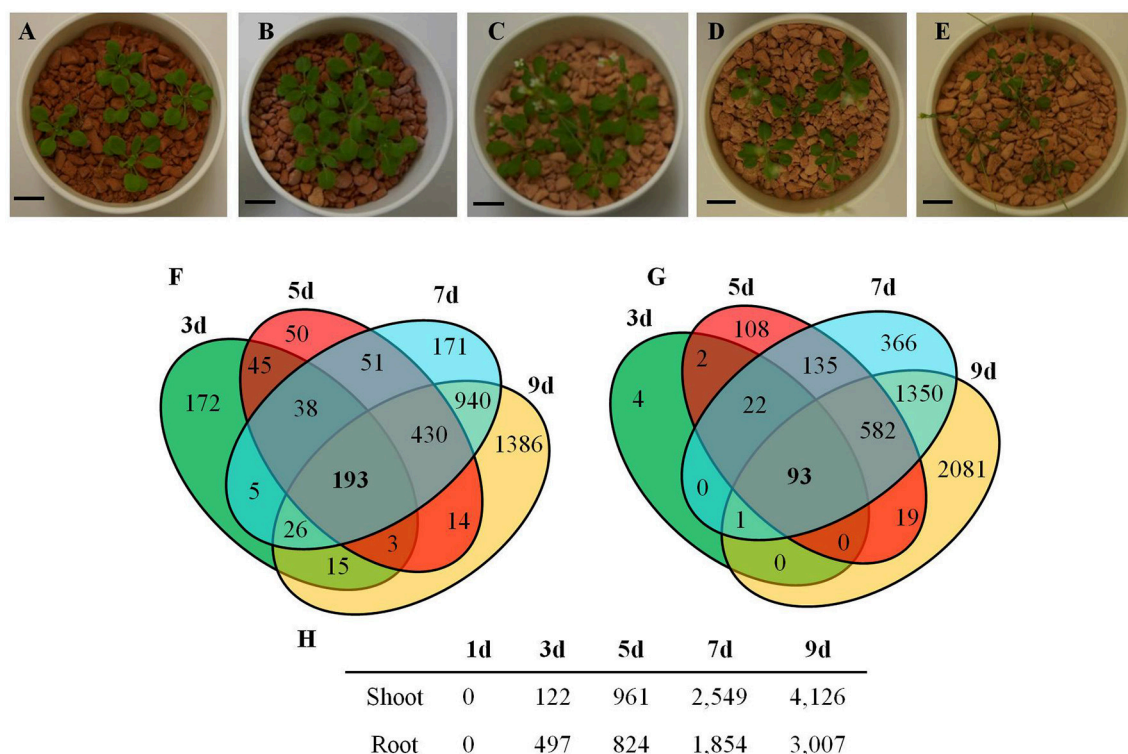 A B C D E
F G
5d 7d 5d 7d
3d 3d
50 108
45 51 171 2 135 366
9d 9d
172 38 940 4 22 1350
430 1386 582 2081
193 93
5 0
26 14 1 19
3 0
15 0
H
1d 3d 5d 7d 9d
Shoot 0 122 961 2,549 4,126
Root 0 497 824 1,854 3,007